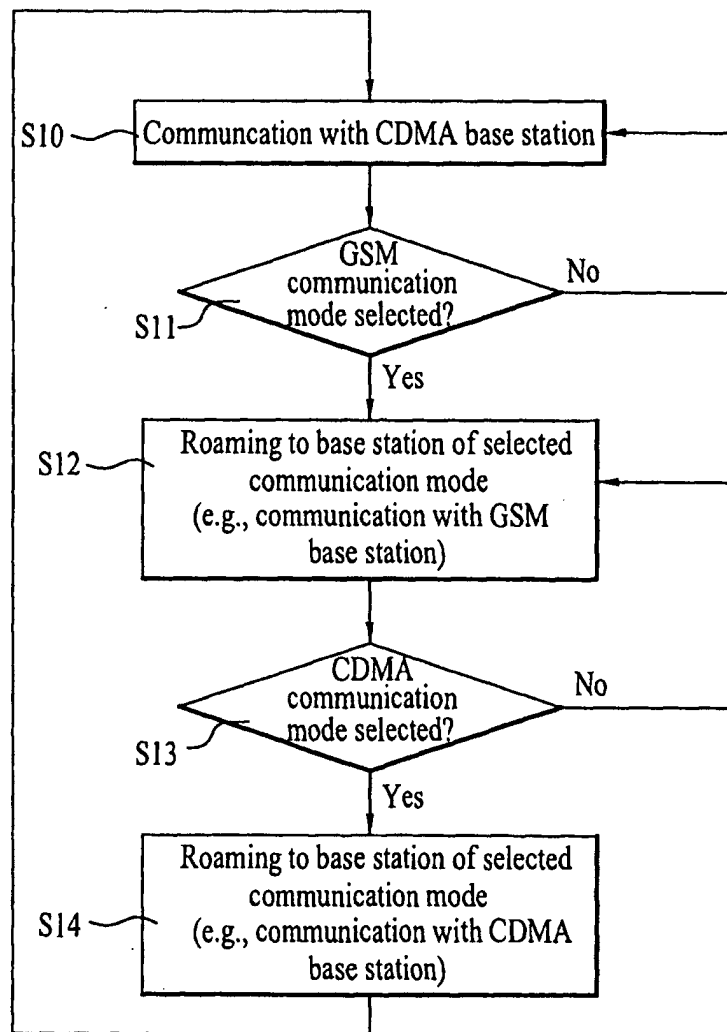 S10
Communcation with CDMA base station
GSM
communication
mode selected?
No
S11
Yes
S12
Roaming to base station of selected
communication mode
(e.g., communication with GSM
base station)
CDMA
communication
mode selected?
No
S13
Yes
S14
Roaming to base station of selected
communication mode
(e.g., communication with CDMA
base station)